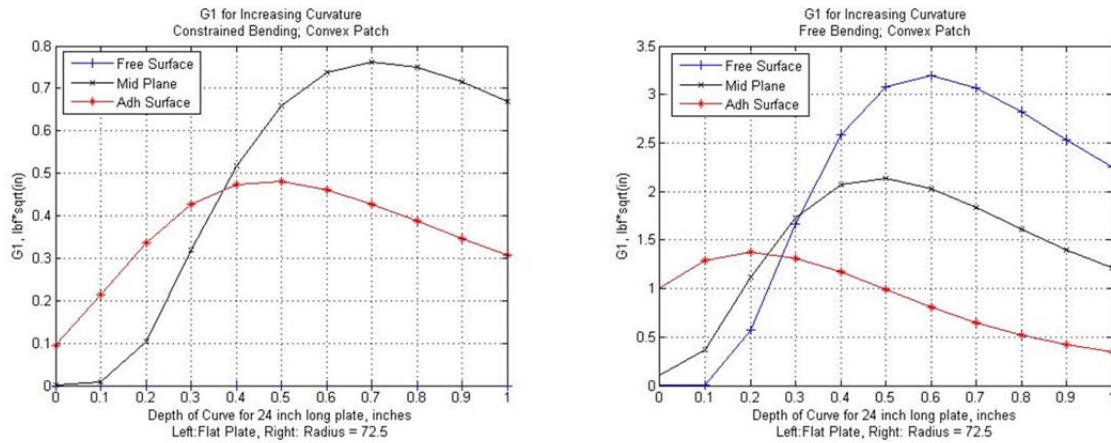 G1 for Increasing Curvature
Constrained Bending; Convex Patch
Free Surface
Mid Plane
Adh Surface
G1, lbf*sqrt(in)
0.8
0.7
0.6
0.5
0.4
0.3
0.2
0.1
0
0 0.1 0.2 0.3 0.4 0.5 0.6 0.7 0.8 0.9 1
Depth of Curve for 24 inch long plate, inches
Left:Flat Plate, Right: Radius = 72.5
G1 for Increasing Curvature
Free Bending; Convex Patch
Free Surface
Mid Plane
Adh Surface
G1, lbf*sqrt(in)
3.5
3
2.5
2
1.5
1
0.5
0
0 0.1 0.2 0.3 0.4 0.5 0.6 0.7 0.8 0.9 1
Depth of Curve for 24 inch long plate, inches
Left:Flat Plate, Right: Radius = 72.5